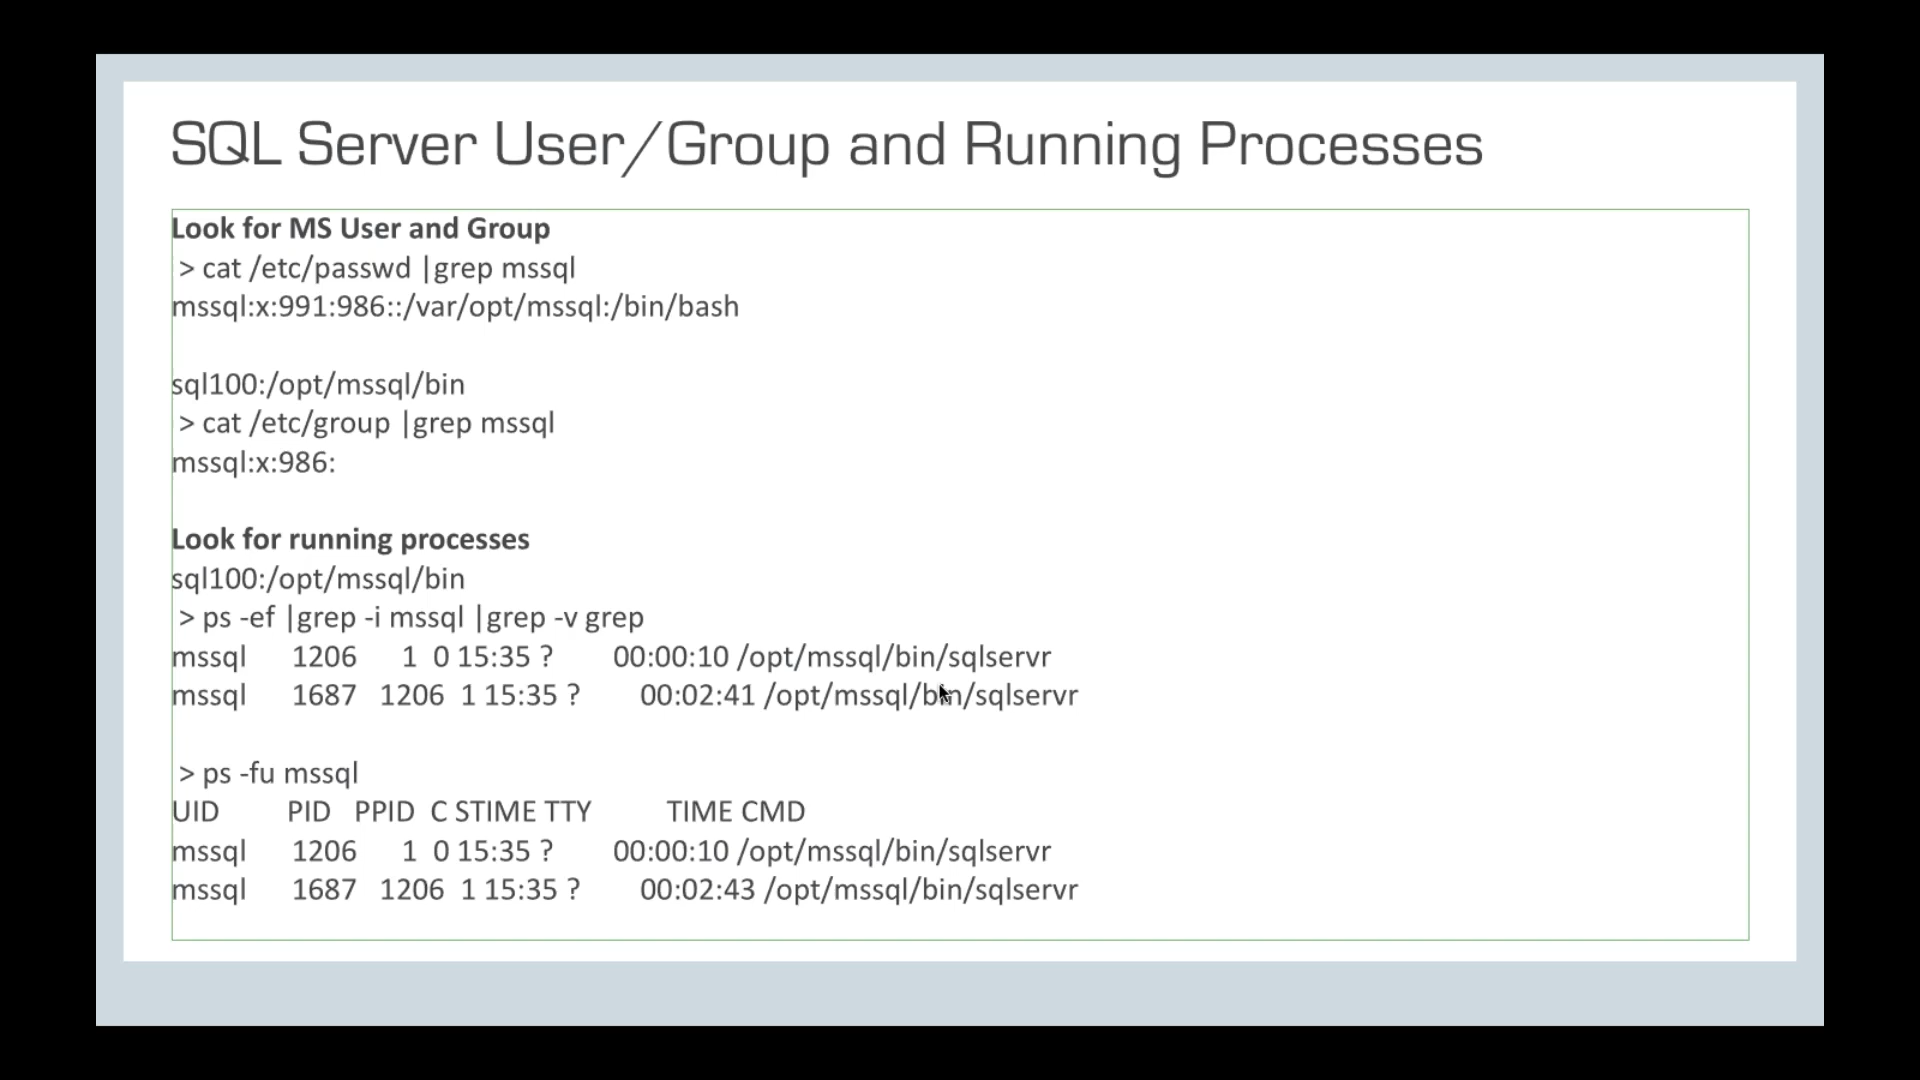 SQL Server User/Group and Running Processes
Look for MS User and Group
> cat /etc/passwd |grep mssql
mssql:x:991:986::/var/opt/mssql:/bin/bash
sql100:/opt/mssql/bin
> cat /etc/group |grep mssql
mssql:x:986:
Look for running processes
sql100:/opt/mssql/bin
> ps -ef |grep -i mssql |grep -v grep
mssql 1206 1 0 15:35 ? 00:00:10 /opt/mssql/bin/sqlservr
mssql 1687 1206 1 15:35 ? 00:02:41 /opt/mssql/bin/sqlservr
> ps -fu mssql
UID PID PPID C STIME TTY TIME CMD
mssql 1206 1 0 15:35 ? 00:00:10 /opt/mssql/bin/sqlservr
mssql 1687 1206 1 15:35 ? 00:02:43 /opt/mssql/bin/sqlservr